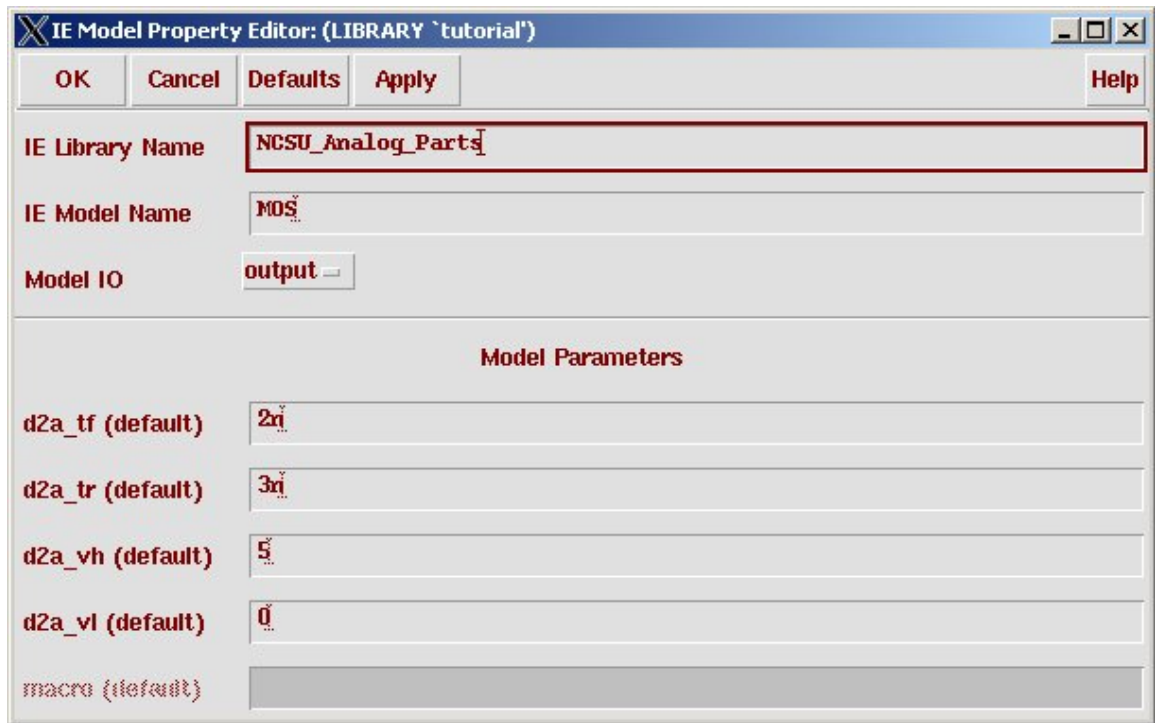 IE Model Property Editor: (LIBRARY `tutorial')
OK Cancel Defaults Apply Help
IE Library Name NCSU_Analog_Parts
IE Model Name MOS
Model IO output
Model Parameters
d2a_tf (default) 2n
d2a_tr (default) 3n
d2a_vh (default) 5
d2a_vl (default) 0
macro (default)